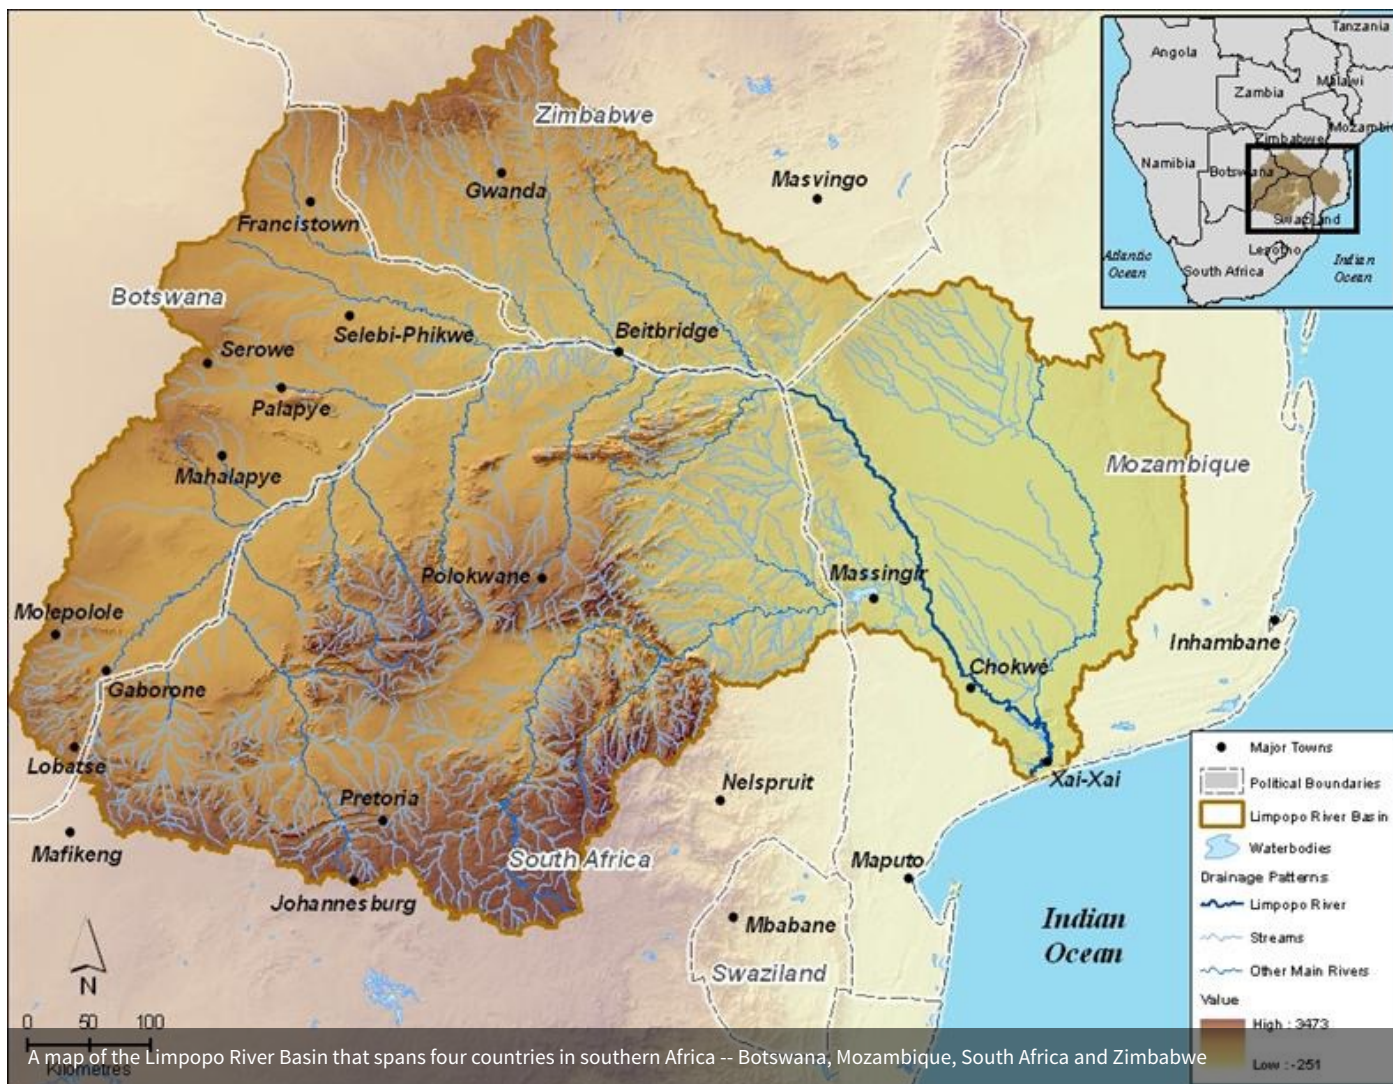 Zimbabwe
Masvingo
Gwanda
Francistown
Botswana
Selebi-Phikwe
Beitbridge
Serowe
Palapye
Mahalapye
Mozambique
Polokwane
Massingir
Molepolole
Inhambane
Chokwé
Gaborone
Lobatse
Xai-Xai
Nelspruit
Pretoria
Mafikeng
South Africa
Maputo
Johannesburg
Mbabane
Indian
Ocean
Swaziland
N
0 50 100
Kilometres
Tanzania
Angola
Malawi
Zambia
Mozambi
Zimbabwe
Namibia
Botswana
Swaziland
Lesotho
Atlantic
Ocean
South Africa
Indian
Ocean
Major Towns
Political Boundaries
Limpopo River Basin
Waterbodies
Drainage Patterns
Limpopo River
Streams
Other Main Rivers
Value
High : 3473
Low : -251
A map of the Limpopo River Basin that spans four countries in southern Africa -- Botswana, Mozambique, South Africa and Zimbabwe